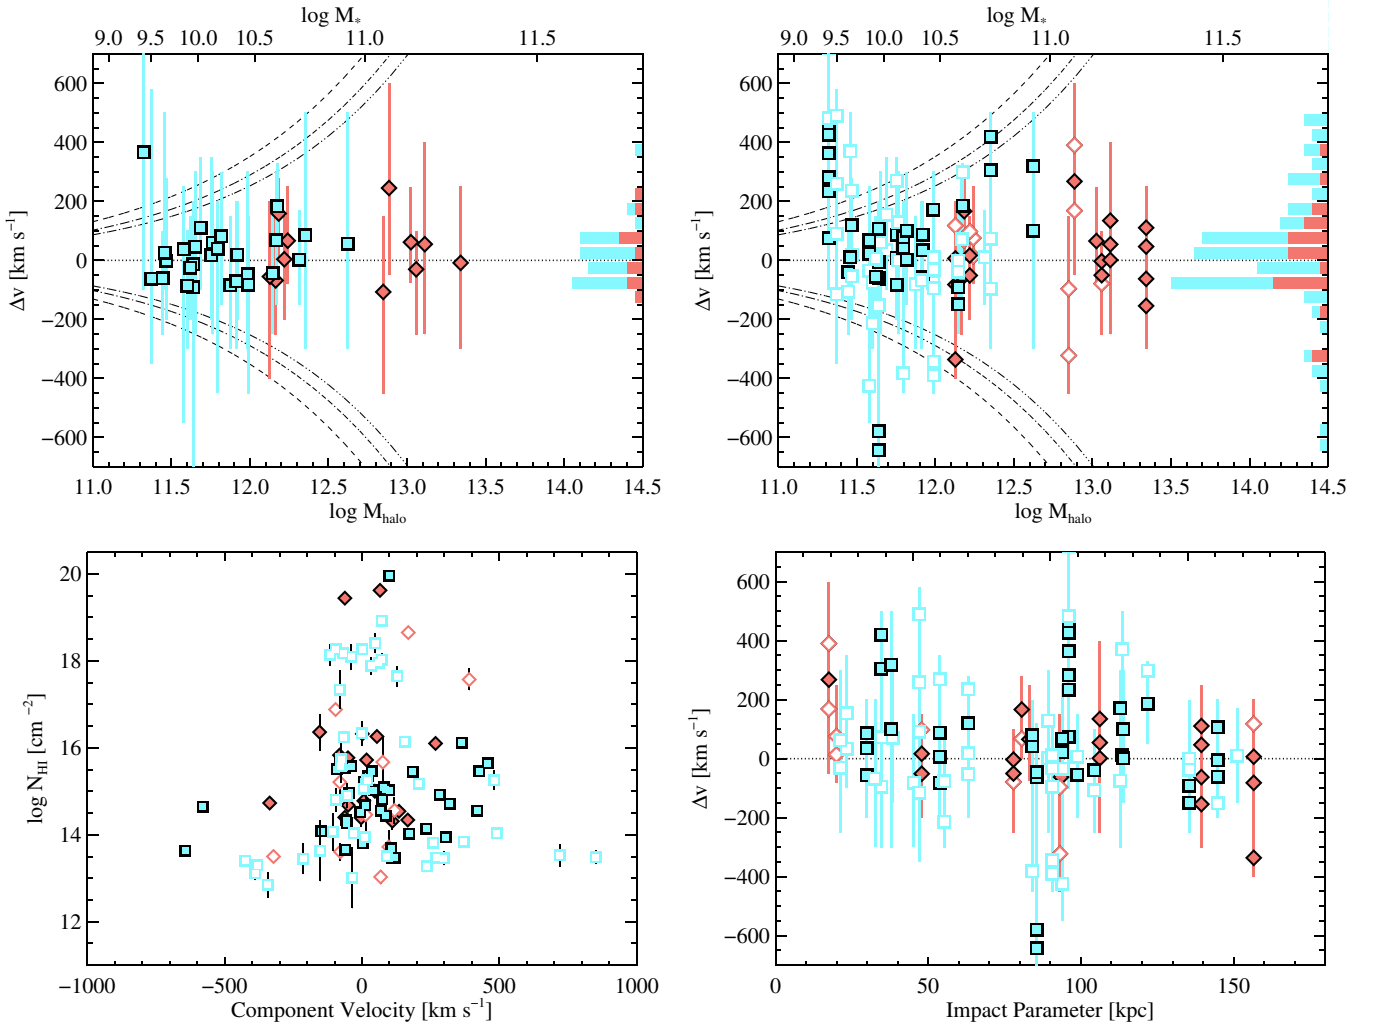 log M*
log M*
9.0 9.5 10.0 10.5 11.0 11.5
9.0 9.5 10.0 10.5 11.0 11.5
600
400
200
0
−200
−400
−600
Δv [km s⁻¹]
11.0 11.5 12.0 12.5 13.0 13.5 14.0 14.5
log M_halo
600
400
200
0
−200
−400
−600
Δv [km s⁻¹]
11.0 11.5 12.0 12.5 13.0 13.5 14.0 14.5
log M_halo
20
18
16
14
12
log N_HI [cm⁻²]
−1000 −500 0 500 1000
Component Velocity [km s⁻¹]
600
400
200
0
−200
−400
−600
Δv [km s⁻¹]
0 50 100 150
Impact Parameter [kpc]